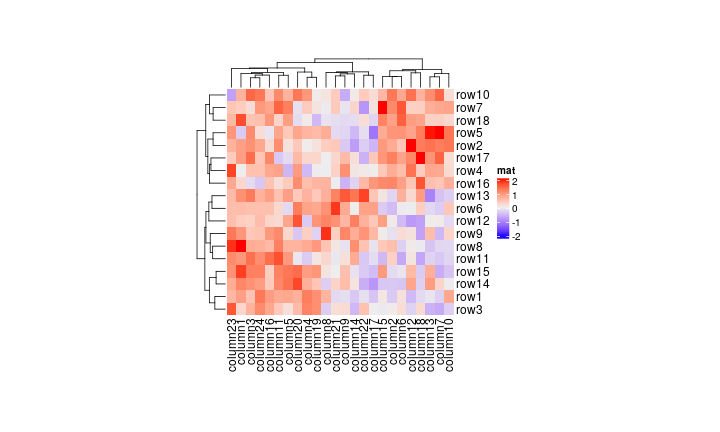 row10
row7
row18
row5
row2
row17
row4
row16
row13
row6
row12
row9
row8
row11
row15
row14
row1
row3
mat
2
1
0
-1
-2
column23
column1
column3
column24
column16
column11
column5
column20
column4
column19
column8
column21
column9
column14
column22
column17
column15
column2
column6
column12
column18
column13
column7
column10